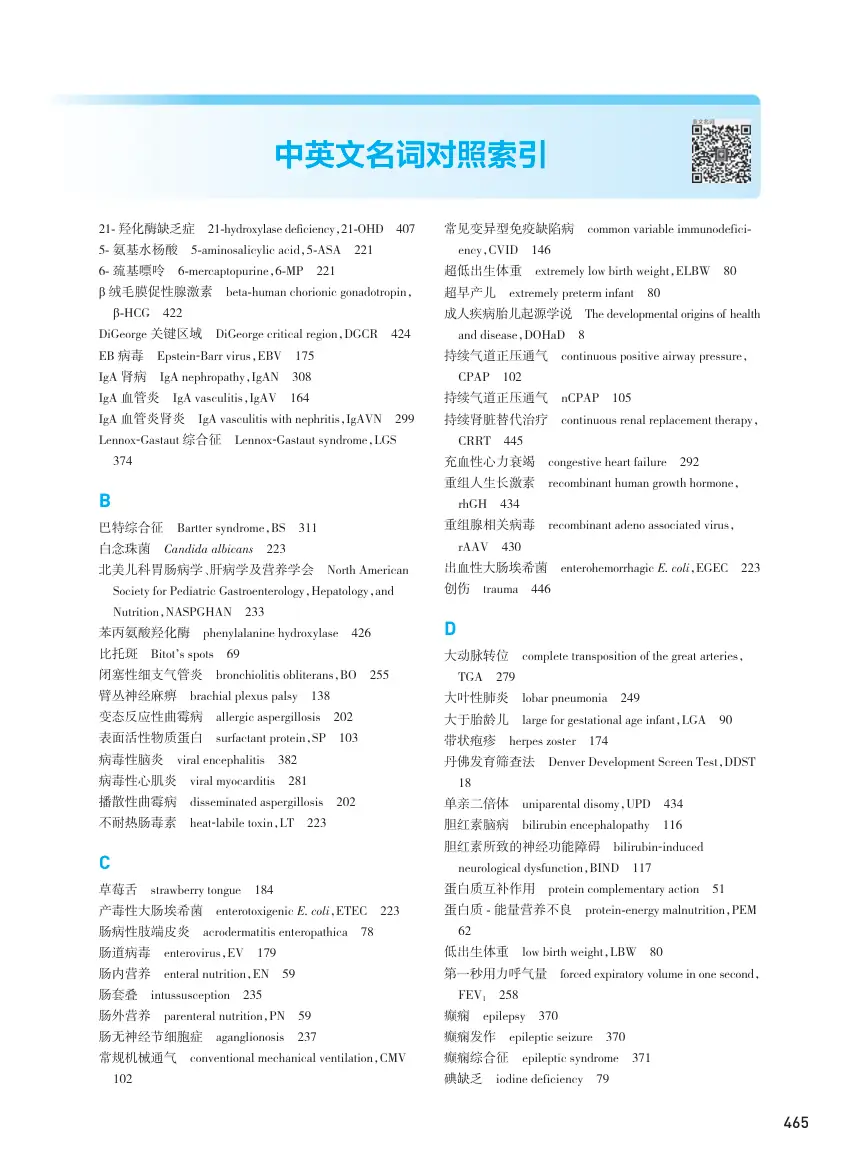 中英文名词对照索引
21- 羟化酶缺乏症 21-hydroxylase deficiency,21-OHD 407
5- 氨基水杨酸 5-aminosalicylic acid,5-ASA 221
6- 巯基嘌呤 6-mercaptopurine,6-MP 221
β 绒毛膜促性腺激素 beta-human chorionic gonadotropin,
β-HCG 422
DiGeorge 关键区域 DiGeorge critical region,DGCR 424
EB 病毒 Epstein-Barr virus,EBV 175
IgA 肾病 IgA nephropathy,IgAN 308
IgA 血管炎 IgA vasculitis,IgAV 164
IgA 血管炎肾炎 IgA vasculitis with nephritis,IgAVN 299
Lennox-Gastaut 综合征 Lennox-Gastaut syndrome,LGS
374
B
巴特综合征 Bartter syndrome,BS 311
白念珠菌 Candida albicans 223
北美儿科胃肠病学、肝病学及营养学会 North American
Society for Pediatric Gastroenterology,Hepatology,and
Nutrition,NASPGHAN 233
苯丙氨酸羟化酶 phenylalanine hydroxylase 426
比托斑 Bitot's spots 69
闭塞性细支气管炎 bronchiolitis obliterans,BO 255
臂丛神经麻痹 brachial plexus palsy 138
变态反应性曲霉病 allergic aspergillosis 202
表面活性物质蛋白 surfactant protein,SP 103
病毒性脑炎 viral encephalitis 382
病毒性心肌炎 viral myocarditis 281
播散性曲霉病 disseminated aspergillosis 202
不耐热肠毒素 heat-labile toxin,LT 223
C
草莓舌 strawberry tongue 184
产毒性大肠埃希菌 enterotoxigenic E. coli,ETEC 223
肠病性肢端皮炎 acrodermatitis enteropathica 78
肠道病毒 enterovirus,EV 179
肠内营养 enteral nutrition,EN 59
肠套叠 intussusception 235
肠外营养 parenteral nutrition,PN 59
肠无神经节细胞症 aganglionosis 237
常规机械通气 conventional mechanical ventilation,CMV
102
常见变异型免疫缺陷病 common variable immunodefici-
ency,CVID 146
超低出生体重 extremely low birth weight,ELBW 80
超早产儿 extremely preterm infant 80
成人疾病胎儿起源学说 The developmental origins of health
and disease,DOHaD 8
持续气道正压通气 continuous positive airway pressure,
CPAP 102
持续气道正压通气 nCPAP 105
持续肾脏替代治疗 continuous renal replacement therapy,
CRRT 445
充血性心力衰竭 congestive heart failure 292
重组人生长激素 recombinant human growth hormone,
rhGH 434
重组腺相关病毒 recombinant adeno associated virus,
rAAV 430
出血性大肠埃希菌 enterohemorrhagic E. coli,EGEC 223
创伤 trauma 446
D
大动脉转位 complete transposition of the great arteries,
TGA 279
大叶性肺炎 lobar pneumonia 249
大于胎龄儿 large for gestational age infant,LGA 90
带状疱疹 herpes zoster 174
丹佛发育筛查法 Denver Development Screen Test,DDST
18
单亲二倍体 uniparental disomy,UPD 434
胆红素脑病 bilirubin encephalopathy 116
胆红素所致的神经功能障碍 bilirubin-induced
neurological dysfunction,BIND 117
蛋白质互补作用 protein complementary action 51
蛋白质 - 能量营养不良 protein-energy malnutrition,PEM
62
低出生体重 low birth weight,LBW 80
第一秒用力呼气量 forced expiratory volume in one second,
FEV₁ 258
癫痫 epilepsy 370
癫痫发作 epileptic seizure 370
癫痫综合征 epileptic syndrome 371
碘缺乏 iodine deficiency 79
465